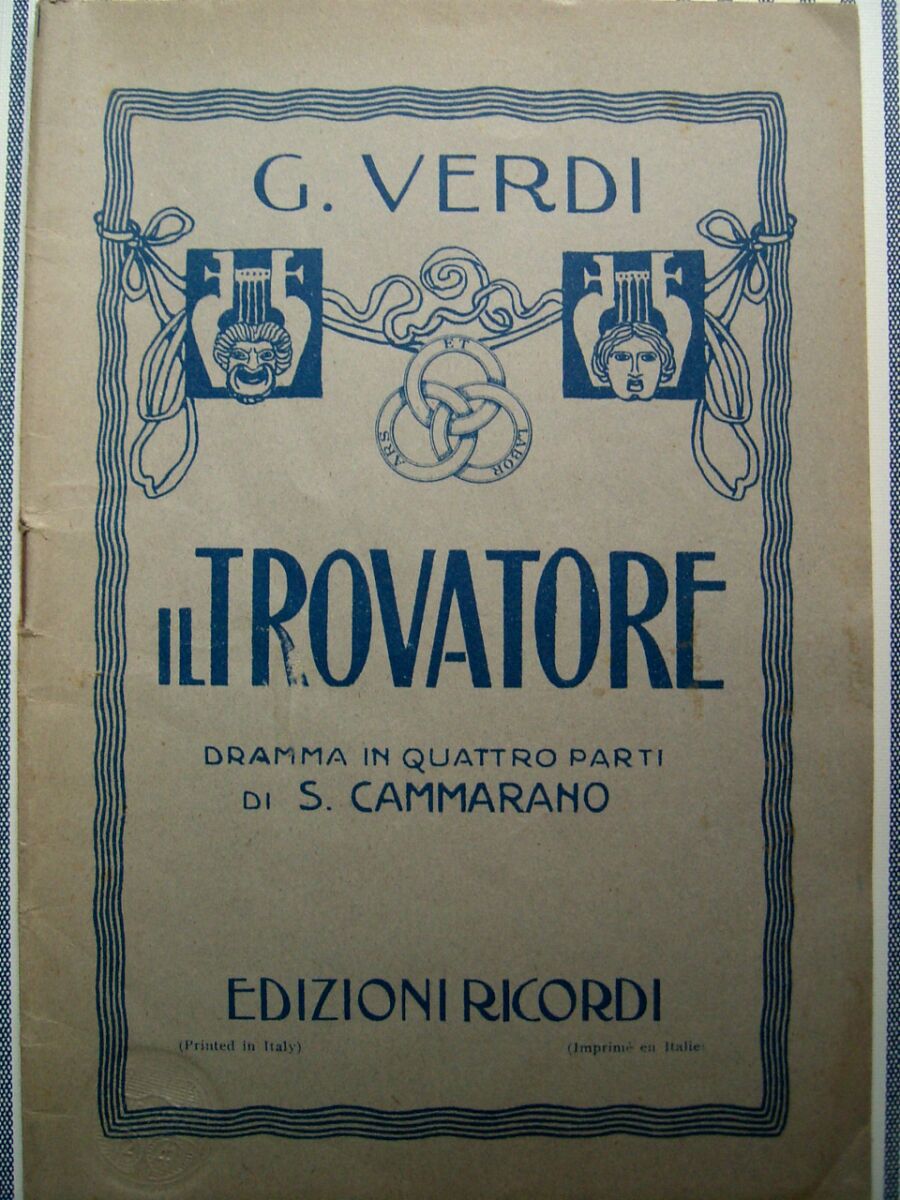 G. VERDI
ARS ET LABOR
IL TROVATORE
DRAMMA IN QUATTRO PARTI
DI S. CAMMARANO
EDIZIONI RICORDI
(Printed in Italy) (Imprimé en Italie)